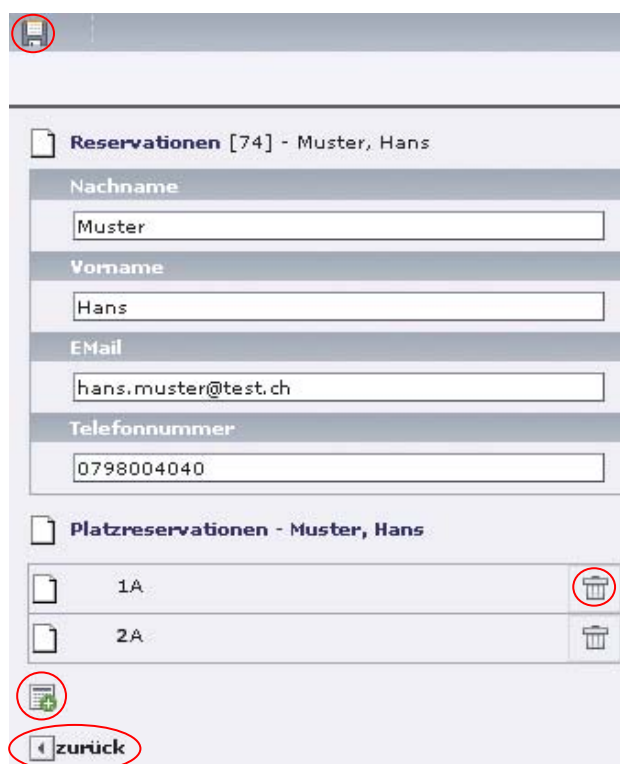 Reservationen [74] - Muster, Hans
Nachname
Muster
Vorname
Hans
EMail
hans.muster@test.ch
Telefonnummer
0798004040
Platzreservationen - Muster, Hans
1A
2A
zurück